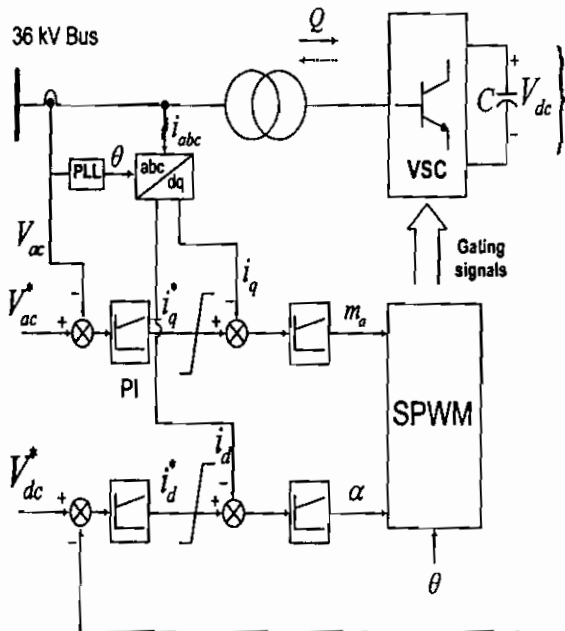 36 kV Bus
Q
i_abc
C
V_dc
VSC
PLL
θ
abc
dq
V_ac
Gating
signals
i_q
V*_ac
+
-
i*_q
+
-
m_a
PI
SPWM
i_d
V*_dc
+
-
i*_d
+
-
α
θ
+
-